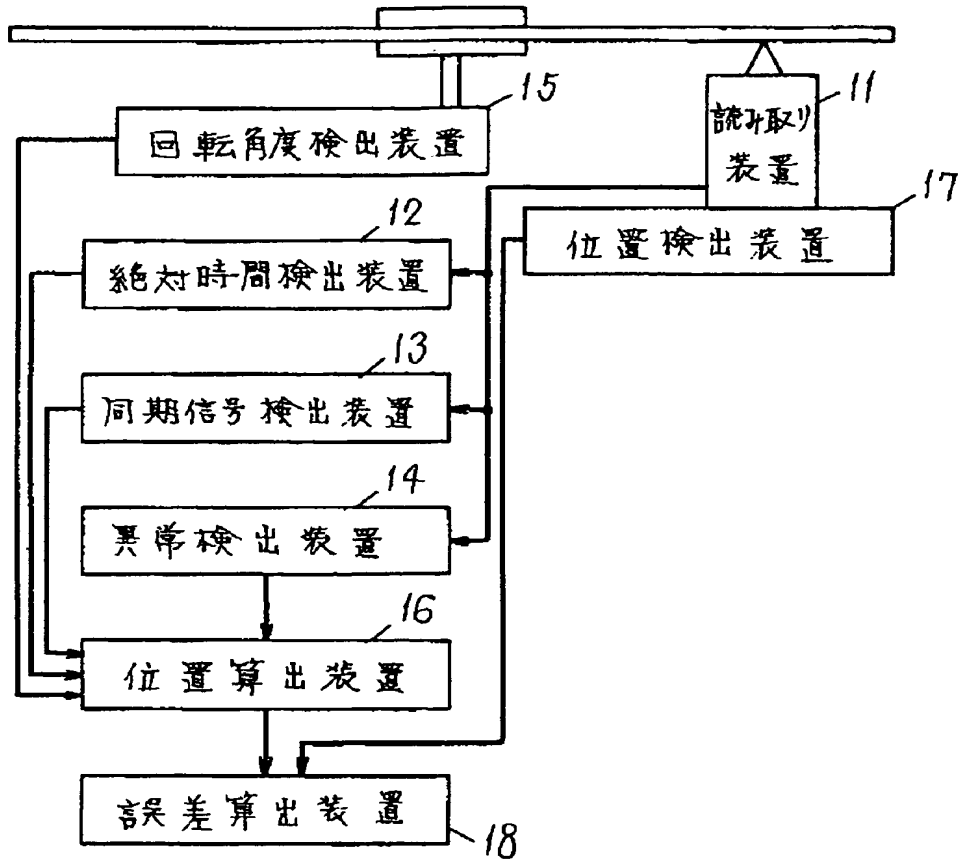 15
回転角度検出装置
11
読み取り
装置
17
位置検出装置
12
絶対時間検出装置
13
同期信号検出装置
14
異常検出装置
16
位置算出装置
誤差算出装置
18